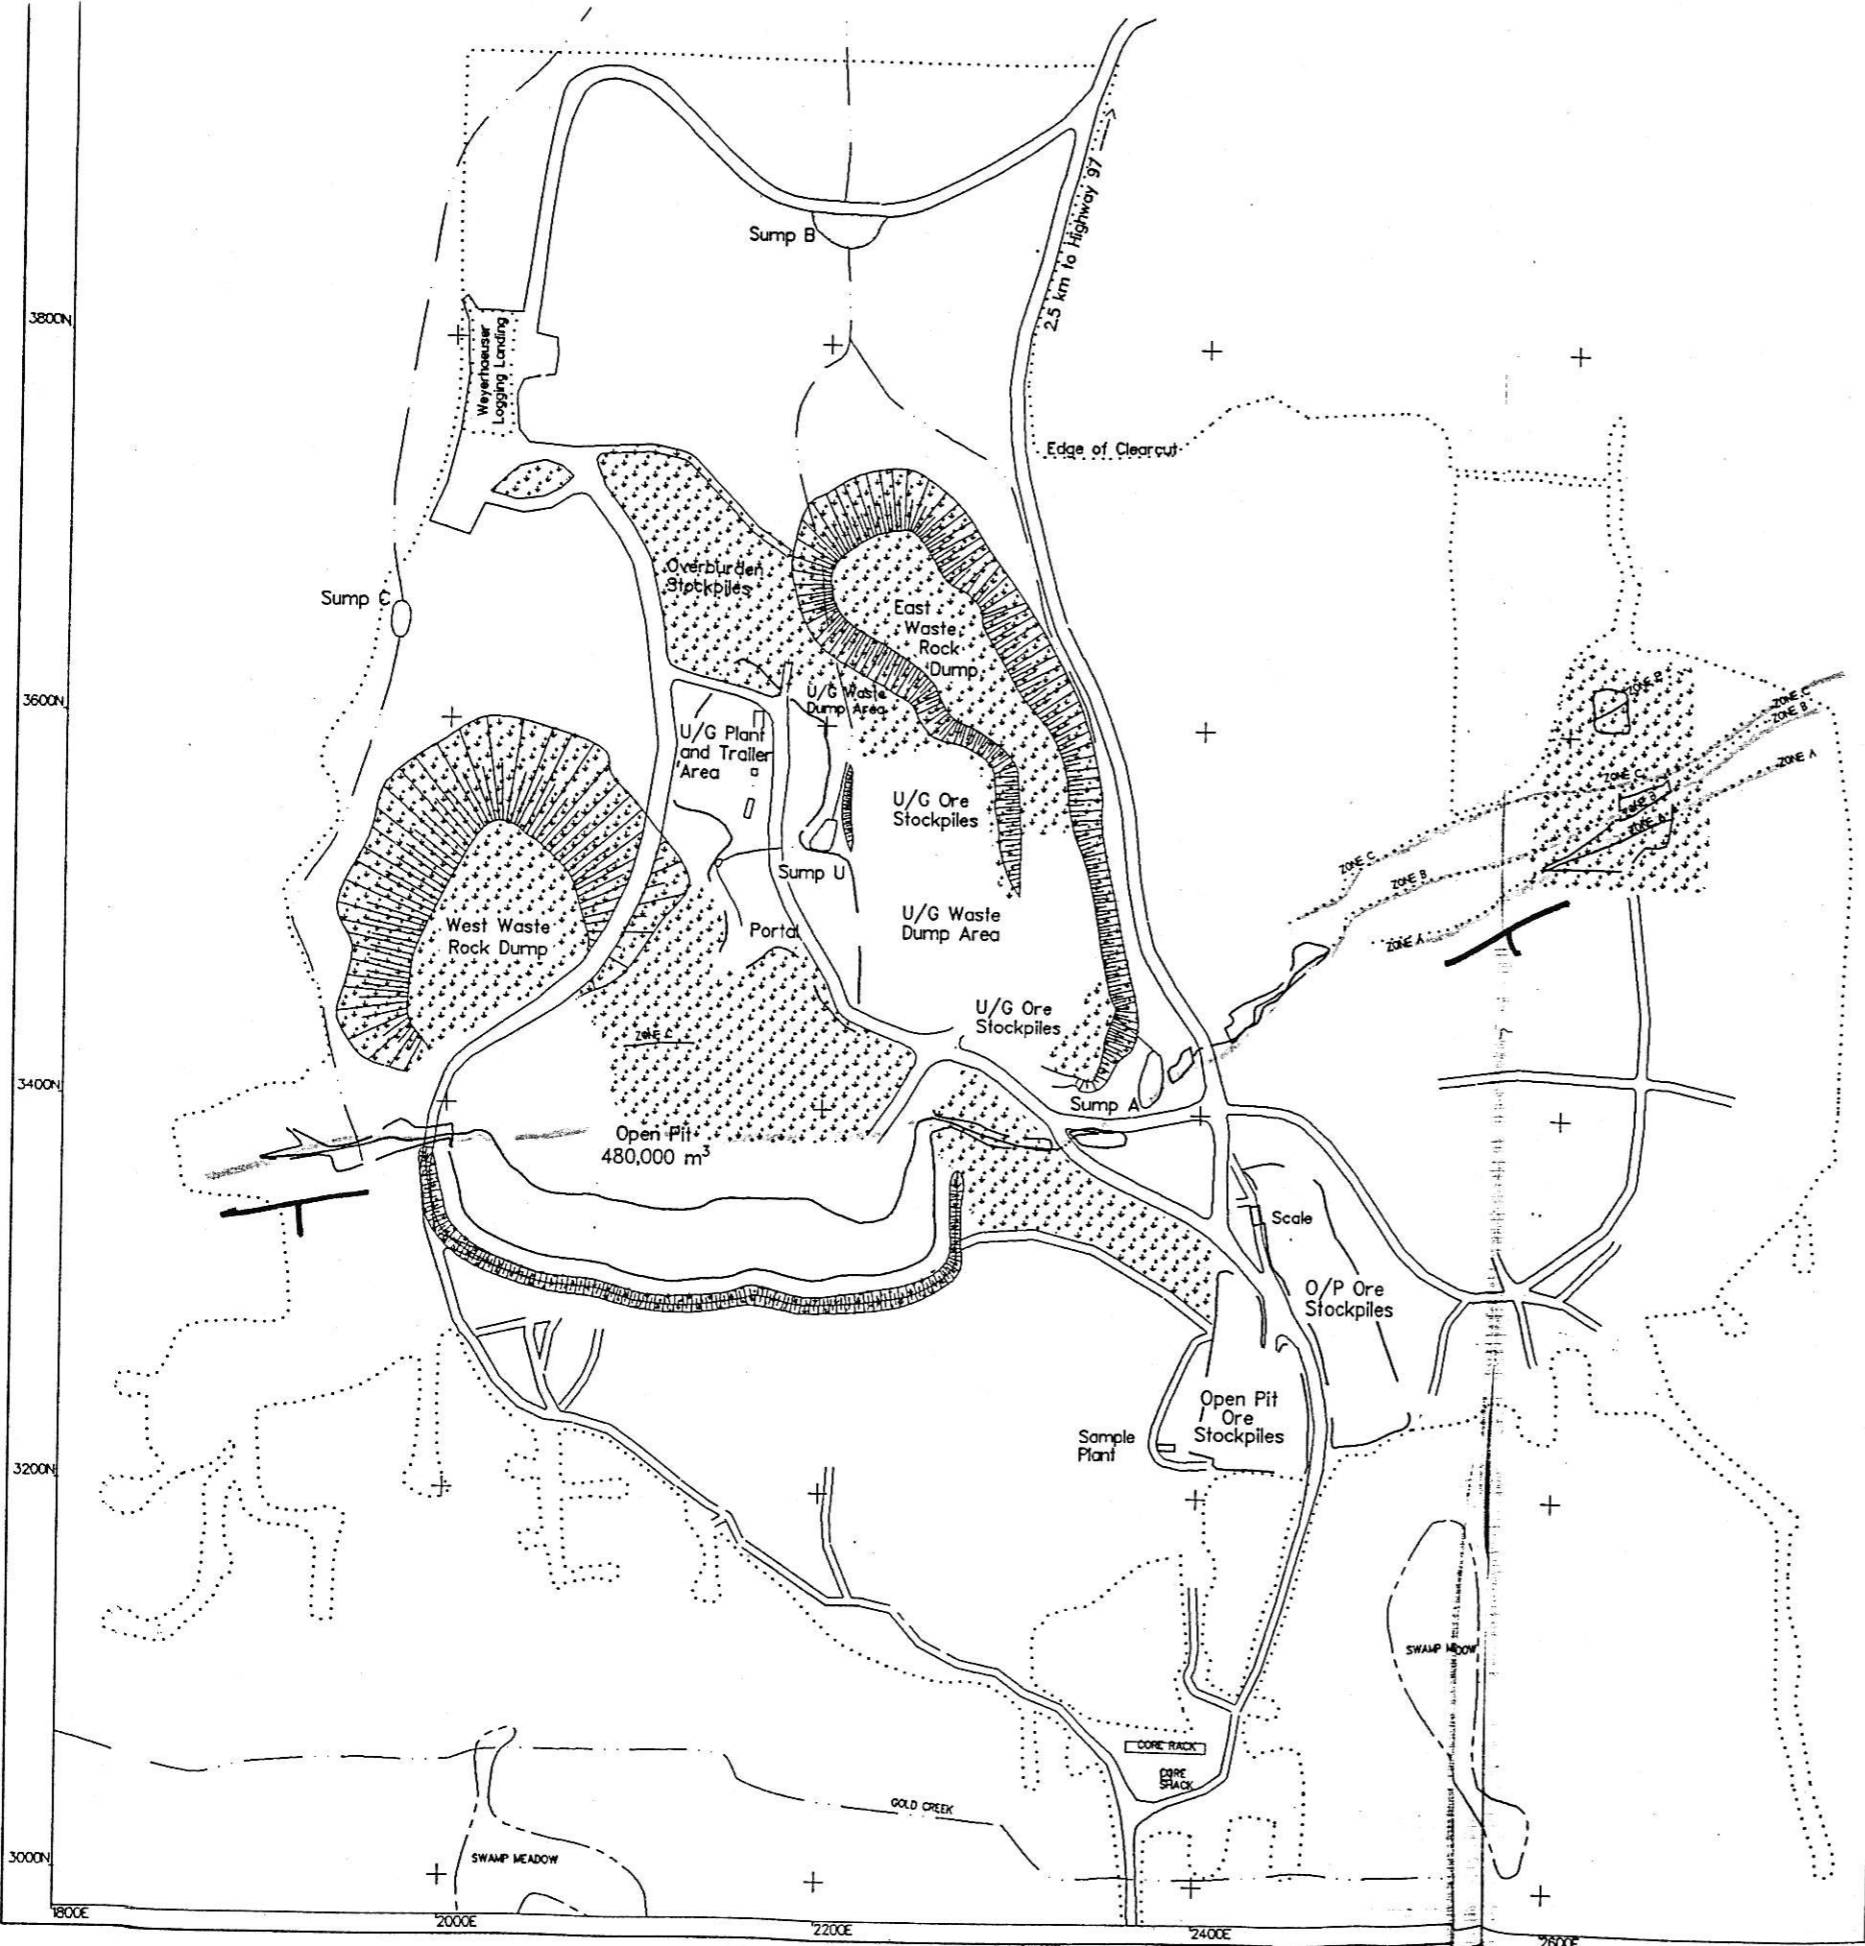 2.5 km to Highway 97
Sump B
3800N
Weyerhaeuser
Logging Landing
Edge of Clearcut
Overburden
Stockpiles
Sump C
East
Waste
Rock
Dump
3600N
U/G Waste
Dump Area
U/G Plant
and Trailer
Area
U/G Ore
Stockpiles
ZONE C
ZONE B
ZONE A
ZONE C
ZONE A
ZONE C
ZONE B
ZONE A
Sump U
U/G Waste
Dump Area
Portal
West Waste
Rock Dump
U/G Ore
Stockpiles
ZONE C
3400N
Sump A
Open Pit
480,000 m³
Scale
O/P Ore
Stockpiles
Open Pit
Ore
Stockpiles
Sample
Plant
3200N
SWAMP
CORE RACK
CORE
SHACK
GOLD CREEK
SWAMP MEADOW
3000N
1800E
2000E
2200E
2400E
2600E